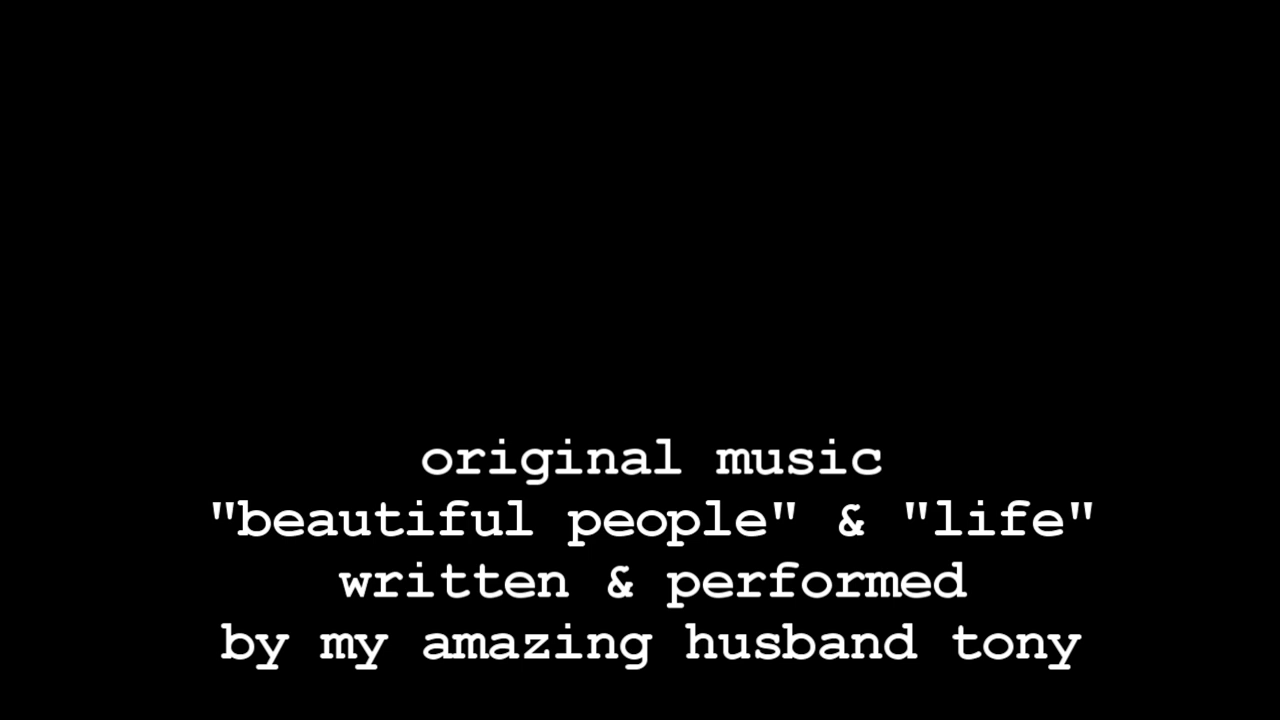 original music
"beautiful people" & "life"
written & performed
by my amazing husband tony